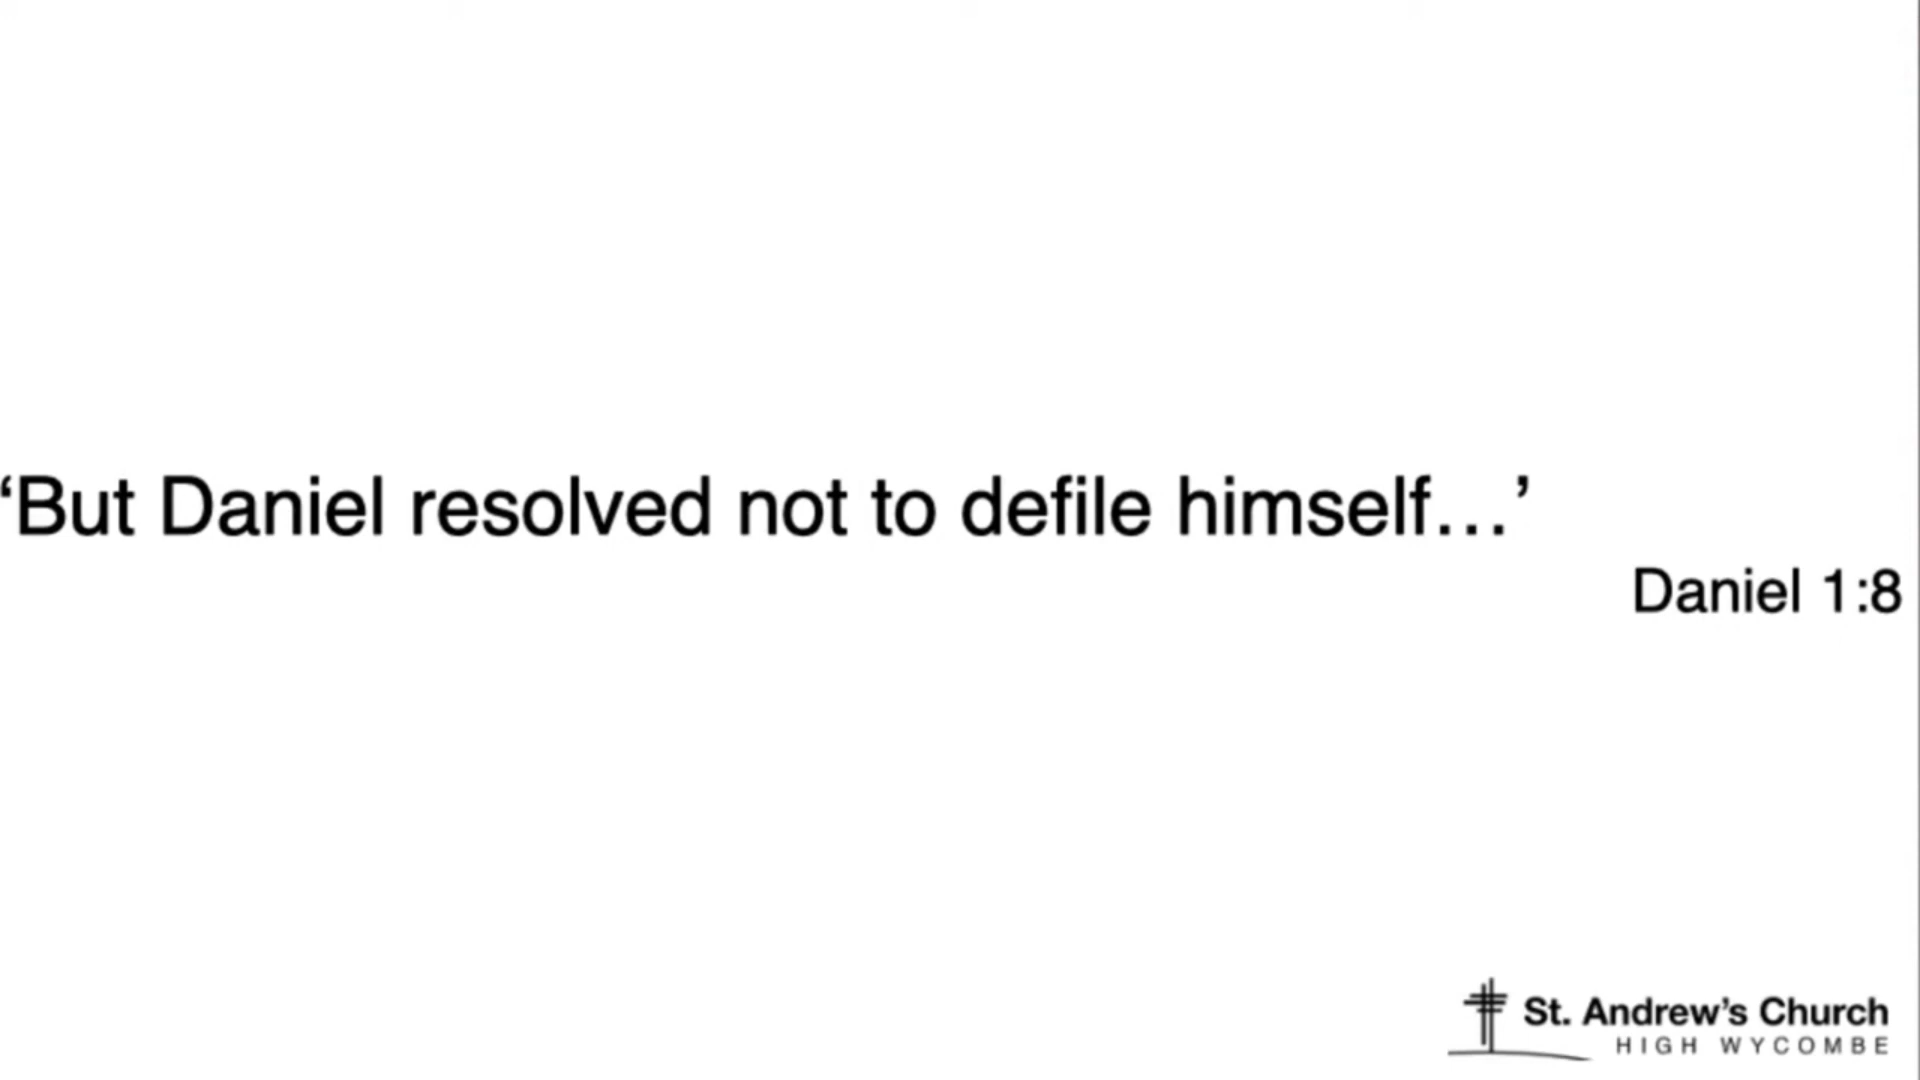 ‘But Daniel resolved not to defile himself…’
Daniel 1:8
St. Andrew’s Church
HIGH WYCOMBE